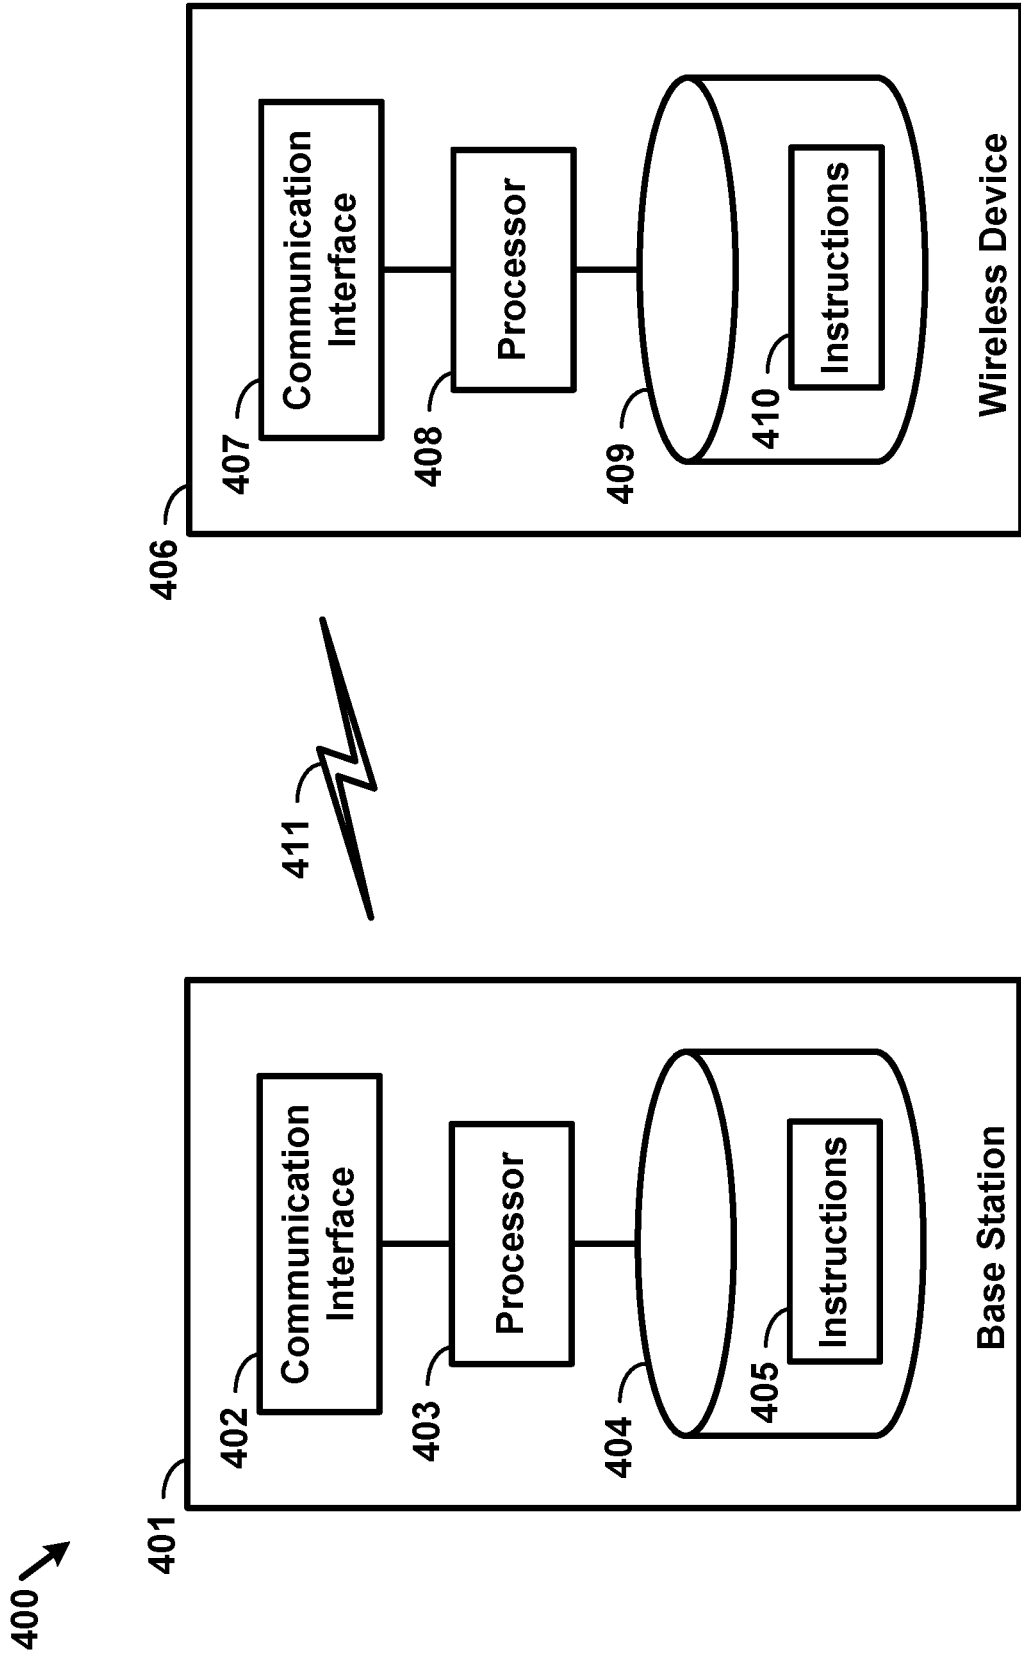 400
401
402
Communication
Interface
403
Processor
404
405
Instructions
Base Station
411
406
407
Communication
Interface
408
Processor
409
410
Instructions
Wireless Device